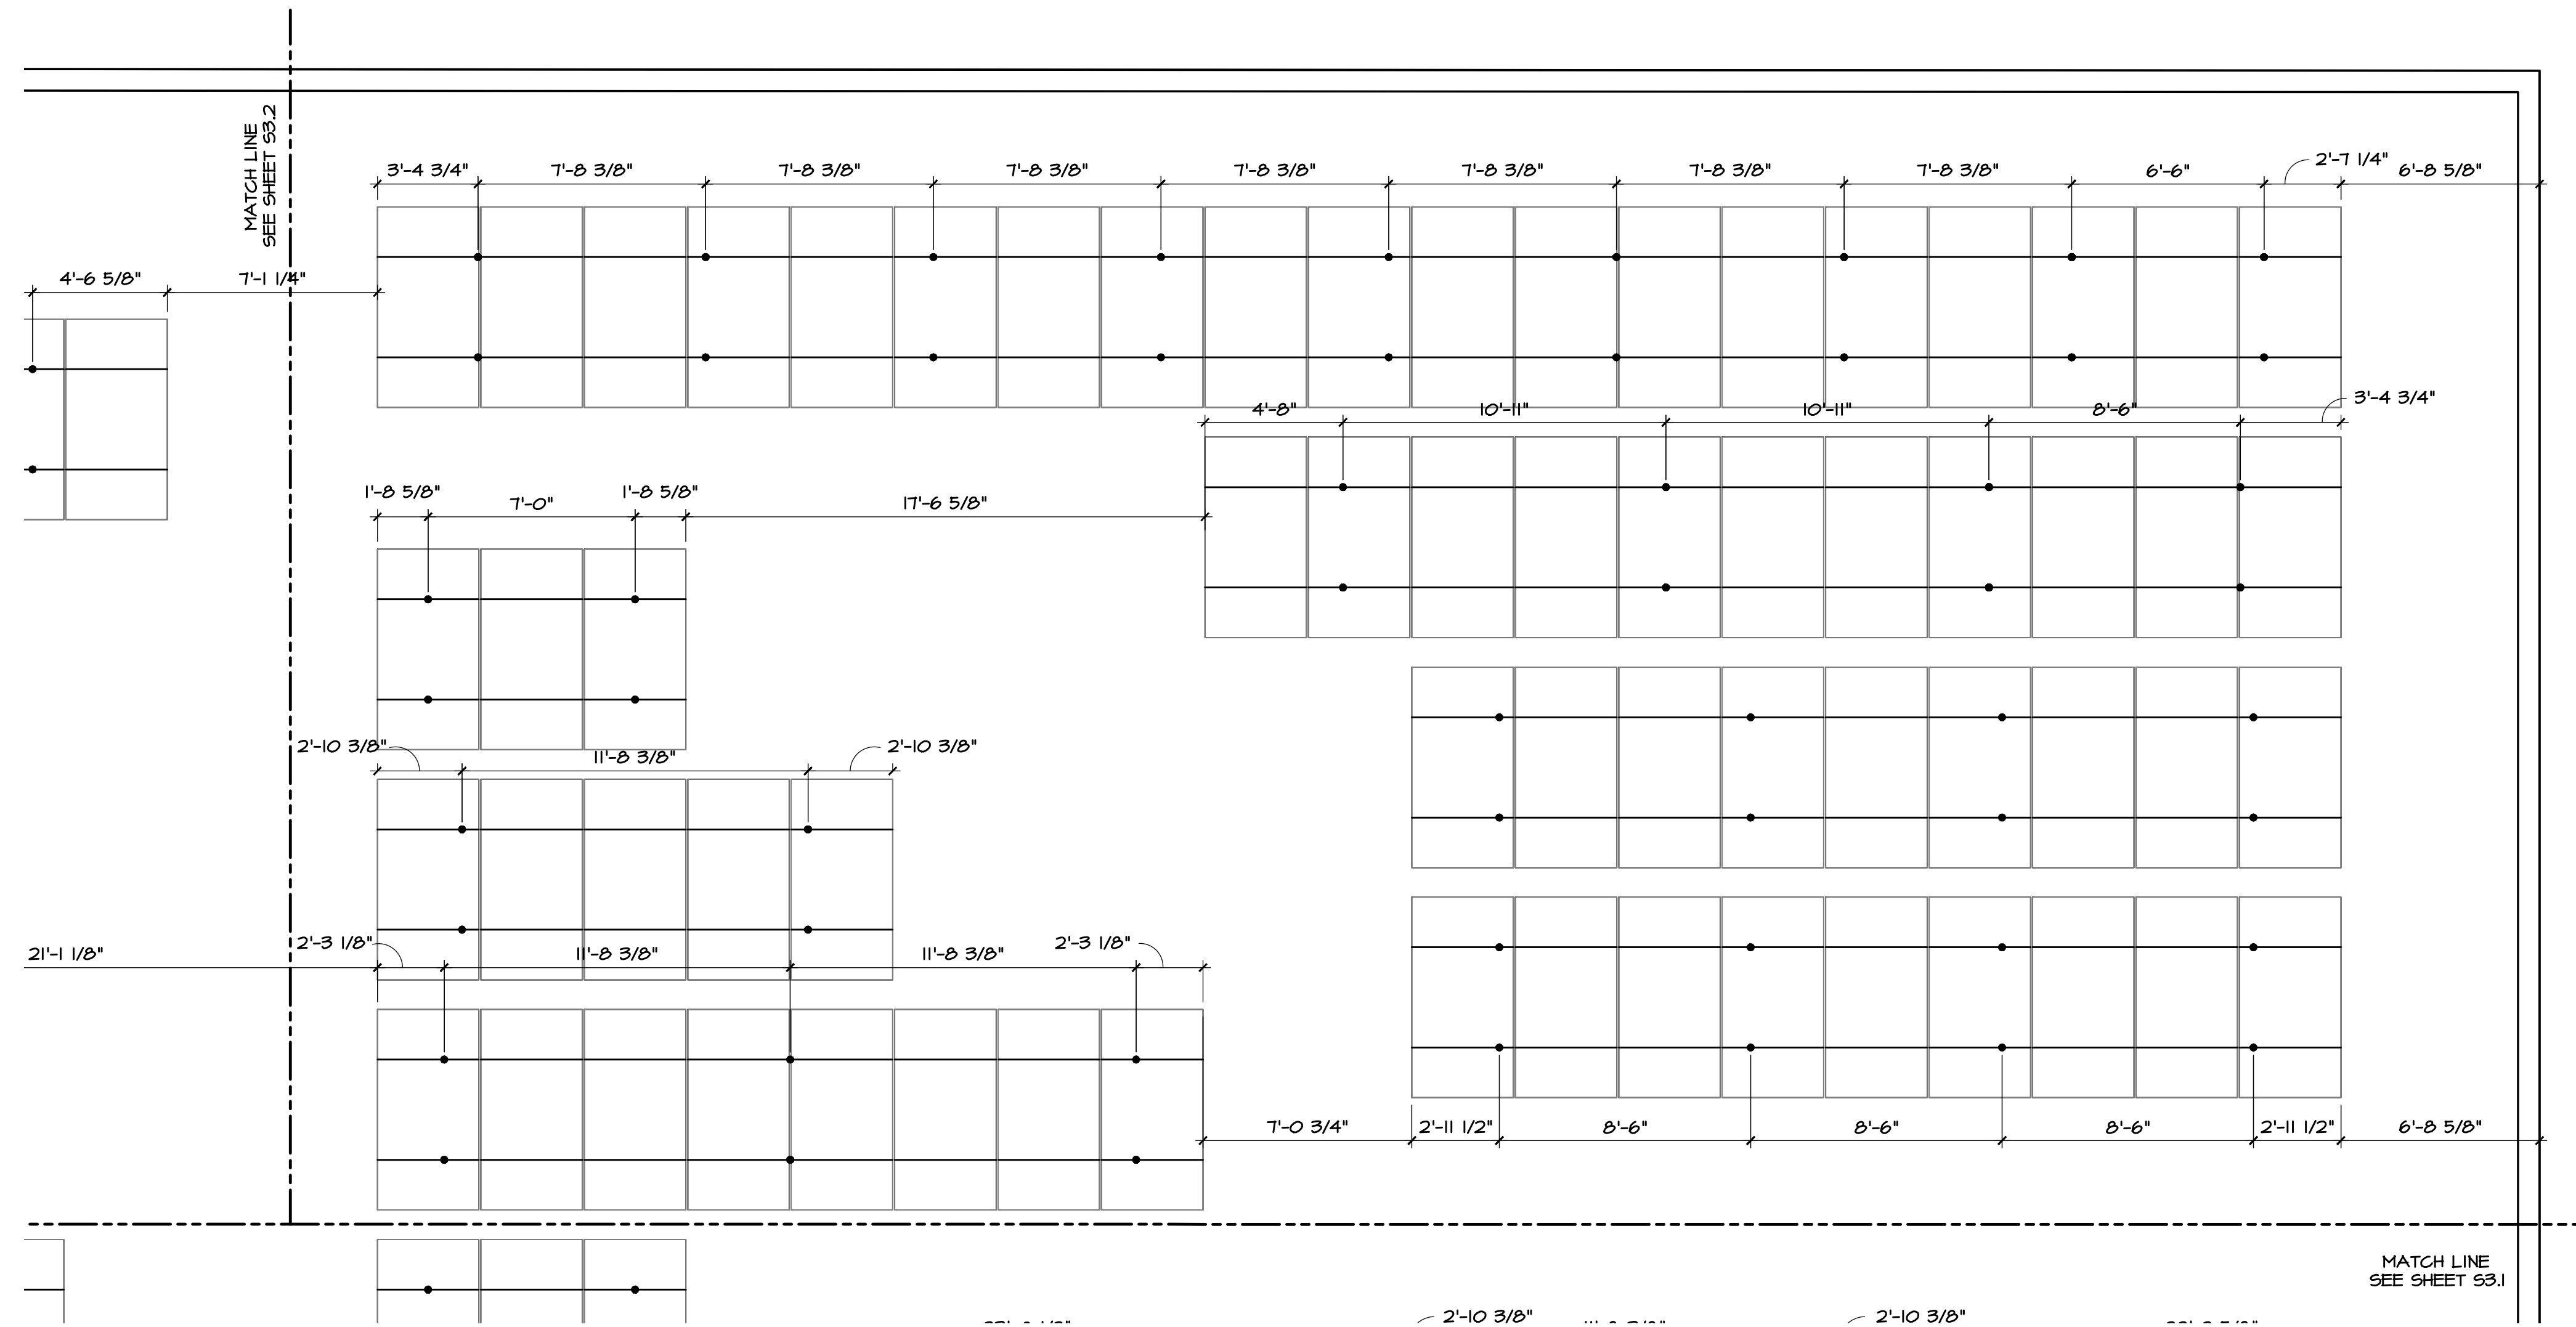 MATCH LINE
SEE SHEET S3.2
3'-4 3/4" 7'-8 3/8" 7'-8 3/8" 7'-8 3/8" 7'-8 3/8" 7'-8 3/8" 7'-8 3/8" 7'-8 3/8" 6'-6" 2'-7 1/4" 6'-8 5/8"
4'-6 5/8" 7'-1 1/4"
4'-8" 10'-11" 10'-11" 8'-6" 3'-4 3/4"
1'-8 5/8" 7'-0" 1'-8 5/8" 17'-6 5/8"
2'-10 3/8" 11'-8 3/8" 2'-10 3/8"
21'-1 1/8" 2'-3 1/8" 11'-8 3/8" 11'-8 3/8" 2'-3 1/8"
7'-0 3/4" 2'-11 1/2" 8'-6" 8'-6" 8'-6" 2'-11 1/2" 6'-8 5/8"
MATCH LINE
SEE SHEET S3.1
2'-10 3/8" 2'-10 3/8"